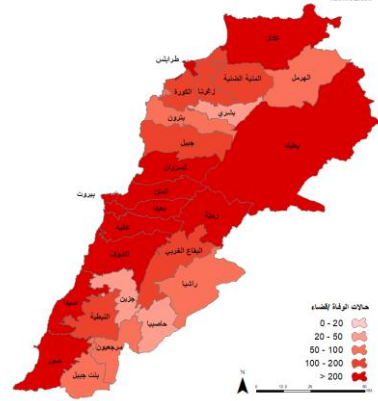 عكار
طرابلس
المنية الضنية
الهرمل
زغرتا
الكورة
بشري
بترون
بعلبك
جبيل
كسروان
المتن
بيروت
بعبدا
زحلة
عاليه
الشوف
البقاع الغربي
راشيا
صيدا
جزين
حاصبيا
النبطية
مرجعيون
صور
بنت جبيل
حالات الوفاة /قضاء
0 - 20
20 - 50
50 - 100
100 - 200
> 200
N